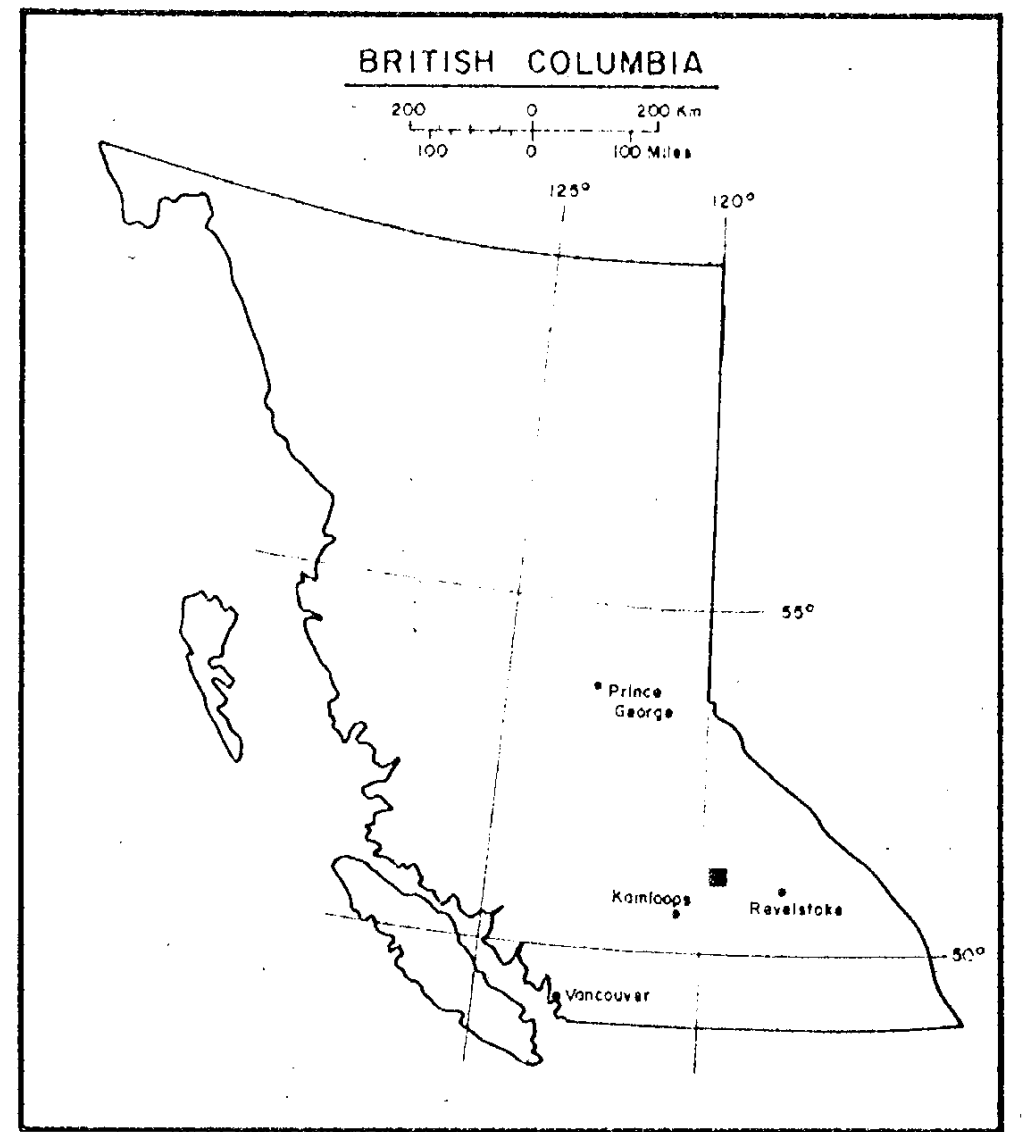 BRITISH COLUMBIA
200 0 200 Km
100 0 100 Miles
125°
120°
55°
Prince
George
Kamloops
Revelstoke
50°
Vancouver